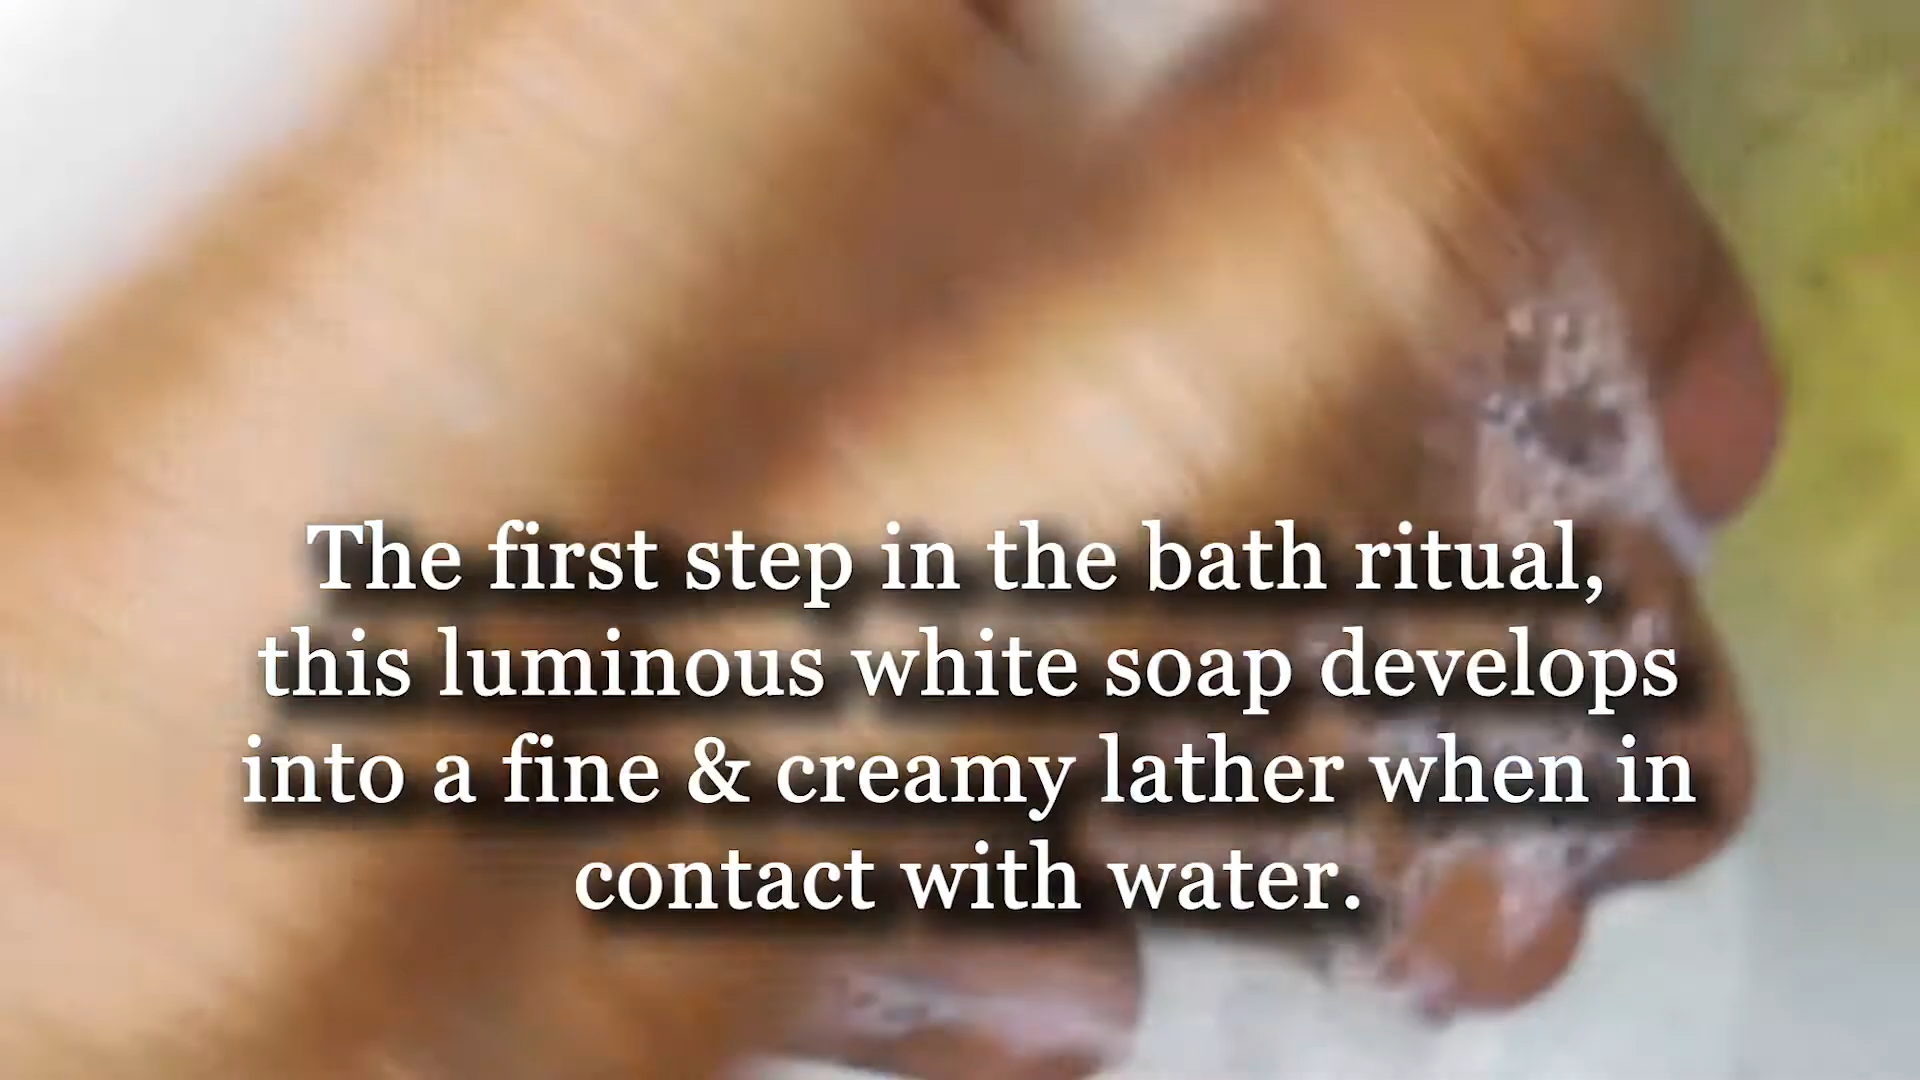 The first step in the bath ritual,
this luminous white soap develops
into a fine & creamy lather when in
contact with water.